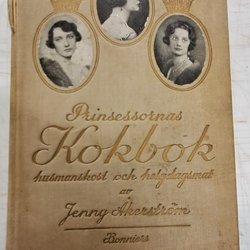 Prinsessornas
Kokbok
husmanskost och helgdagsmat
av
Jenny Åkerström
Bonniers